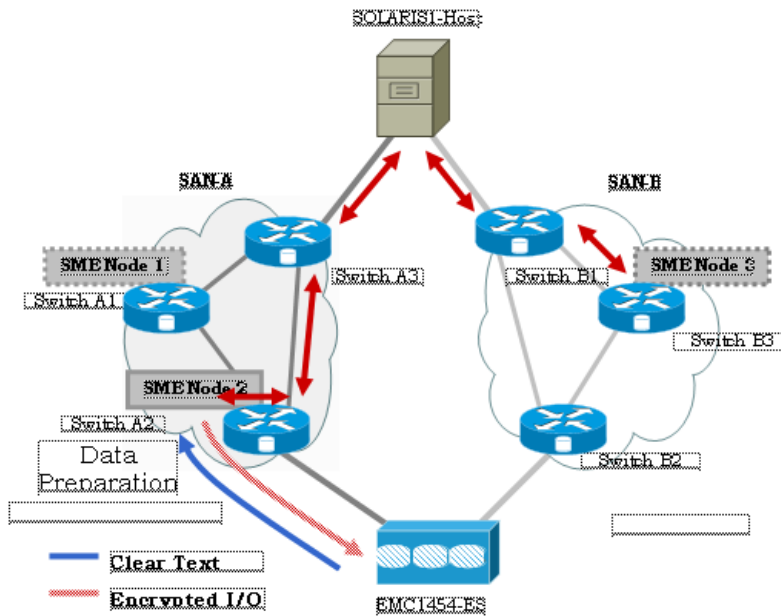 SOLARIS1-Host
SAN-A
SAN-B
SME Node 1
Switch A3
Switch B1
SME Node 3
Switch A1
Switch B3
SME Node 2
Switch A2
Switch B2
Data
Preparation
Clear Text
Encrypted I/O
EMC1454-ES